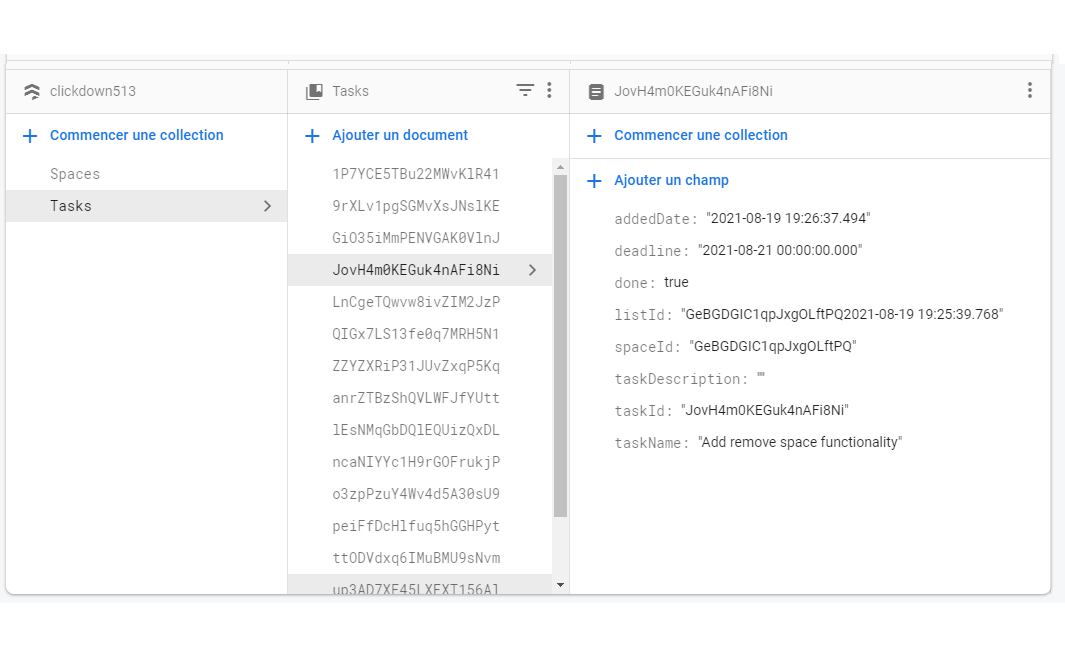 clickdown513
Commencer une collection
Spaces
Tasks
Tasks
Ajouter un document
1P7YCE5TBu22MWvKlR41
9rXLv1pgSGMvXsJNslKE
GiO35iMmPENVGAK0VlnJ
JovH4m0KEGuk4nAFi8Ni
LnCgeTQwvw8ivZIM2JzP
QIGx7LS13fe0q7MRH5N1
ZZYZXRiP31JUvZxqP5Kq
anrZTBzShQVLWFJfYUtt
lEsNMqGbDQlEQUizQxDL
ncaNIYYc1H9rGOFrukjP
o3zpPzuY4Wv4d5A30sU9
peiFfDcHlfuq5hGGHPyt
ttODVdxq6IMuBMU9sNvm
JovH4m0KEGuk4nAFi8Ni
Commencer une collection
Ajouter un champ
addedDate: "2021-08-19 19:26:37.494"
deadline: "2021-08-21 00:00:00.000"
done: true
listId: "GeBGDGIC1qpJxgOLftPQ2021-08-19 19:25:39.768"
spaceId: "GeBGDGIC1qpJxgOLftPQ"
taskDescription: ""
taskId: "JovH4m0KEGuk4nAFi8Ni"
taskName: "Add remove space functionality"